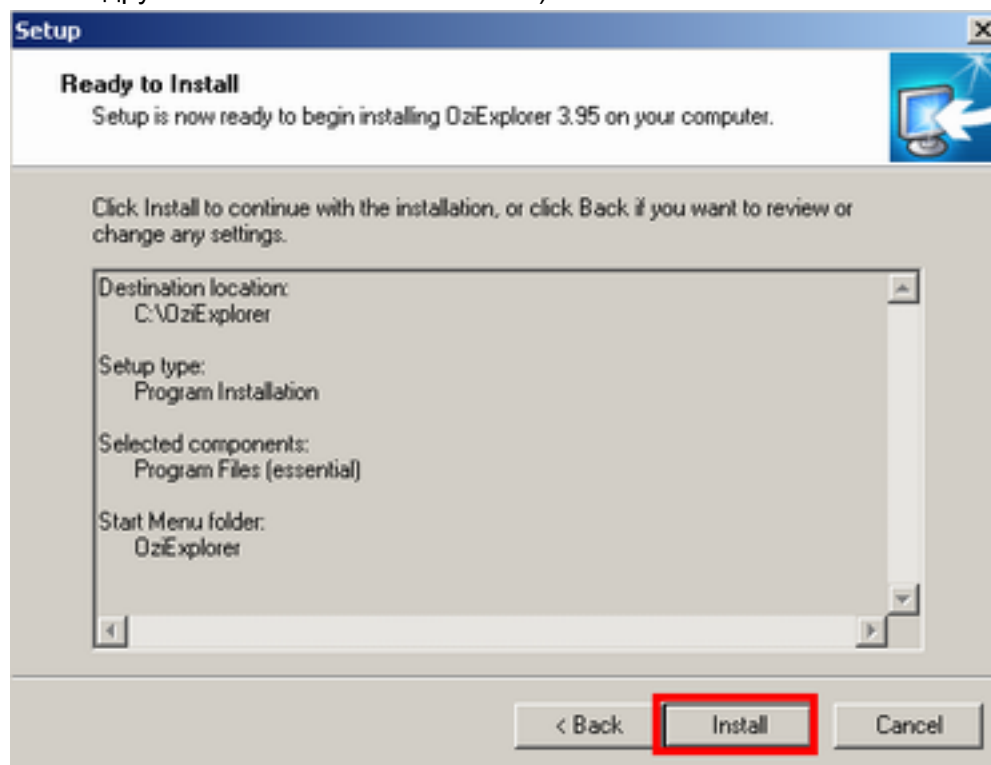 Setup
Ready to Install
Setup is now ready to begin installing OziExplorer 3.95 on your computer.
Click Install to continue with the installation, or click Back if you want to review or
change any settings.
Destination location:
C:\OziExplorer
Setup type:
Program Installation
Selected components:
Program Files (essential)
Start Menu folder:
OziExplorer
< Back
Install
Cancel